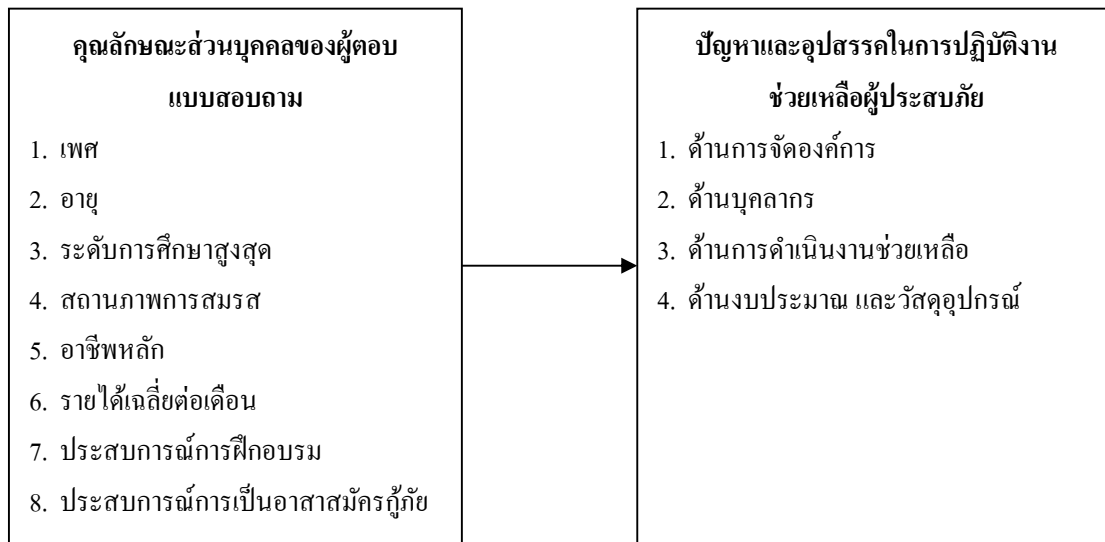 คุณลักษณะส่วนบุคคลของผู้ตอบ
แบบสอบถาม
1. เพศ
2. อายุ
3. ระดับการศึกษาสูงสุด
4. สถานภาพการสมรส
5. อาชีพหลัก
6. รายได้เฉลี่ยต่อเดือน
7. ประสบการณ์การฝึกอบรม
8. ประสบการณ์การเป็นอาสาสมัครกู้ภัย
ปัญหาและอุปสรรคในการปฏิบัติงาน
ช่วยเหลือผู้ประสบภัย
1. ด้านการจัดองค์การ
2. ด้านบุคลากร
3. ด้านการดำเนินงานช่วยเหลือ
4. ด้านงบประมาณ และวัสดุอุปกรณ์